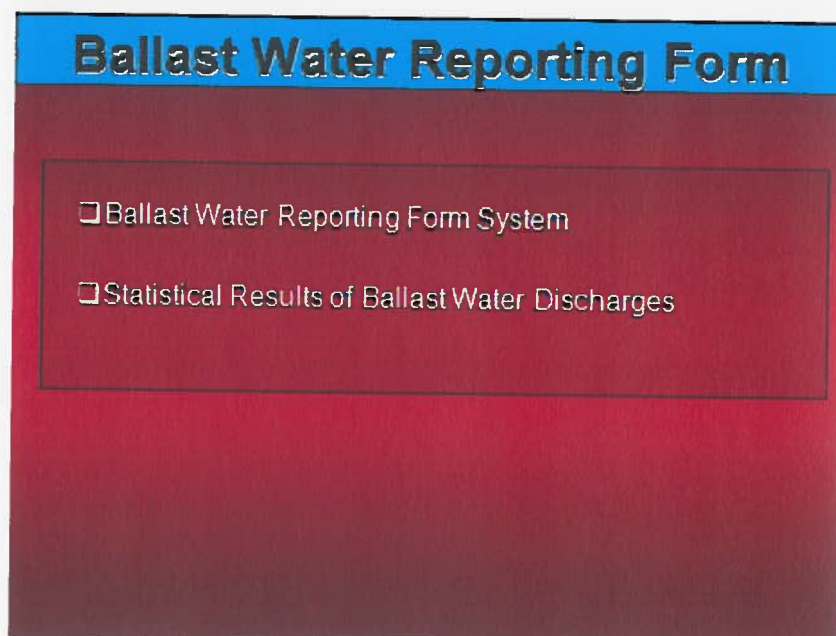 Ballast Water Reporting Form
❑Ballast Water Reporting Form System
❑Statistical Results of Ballast Water Discharges